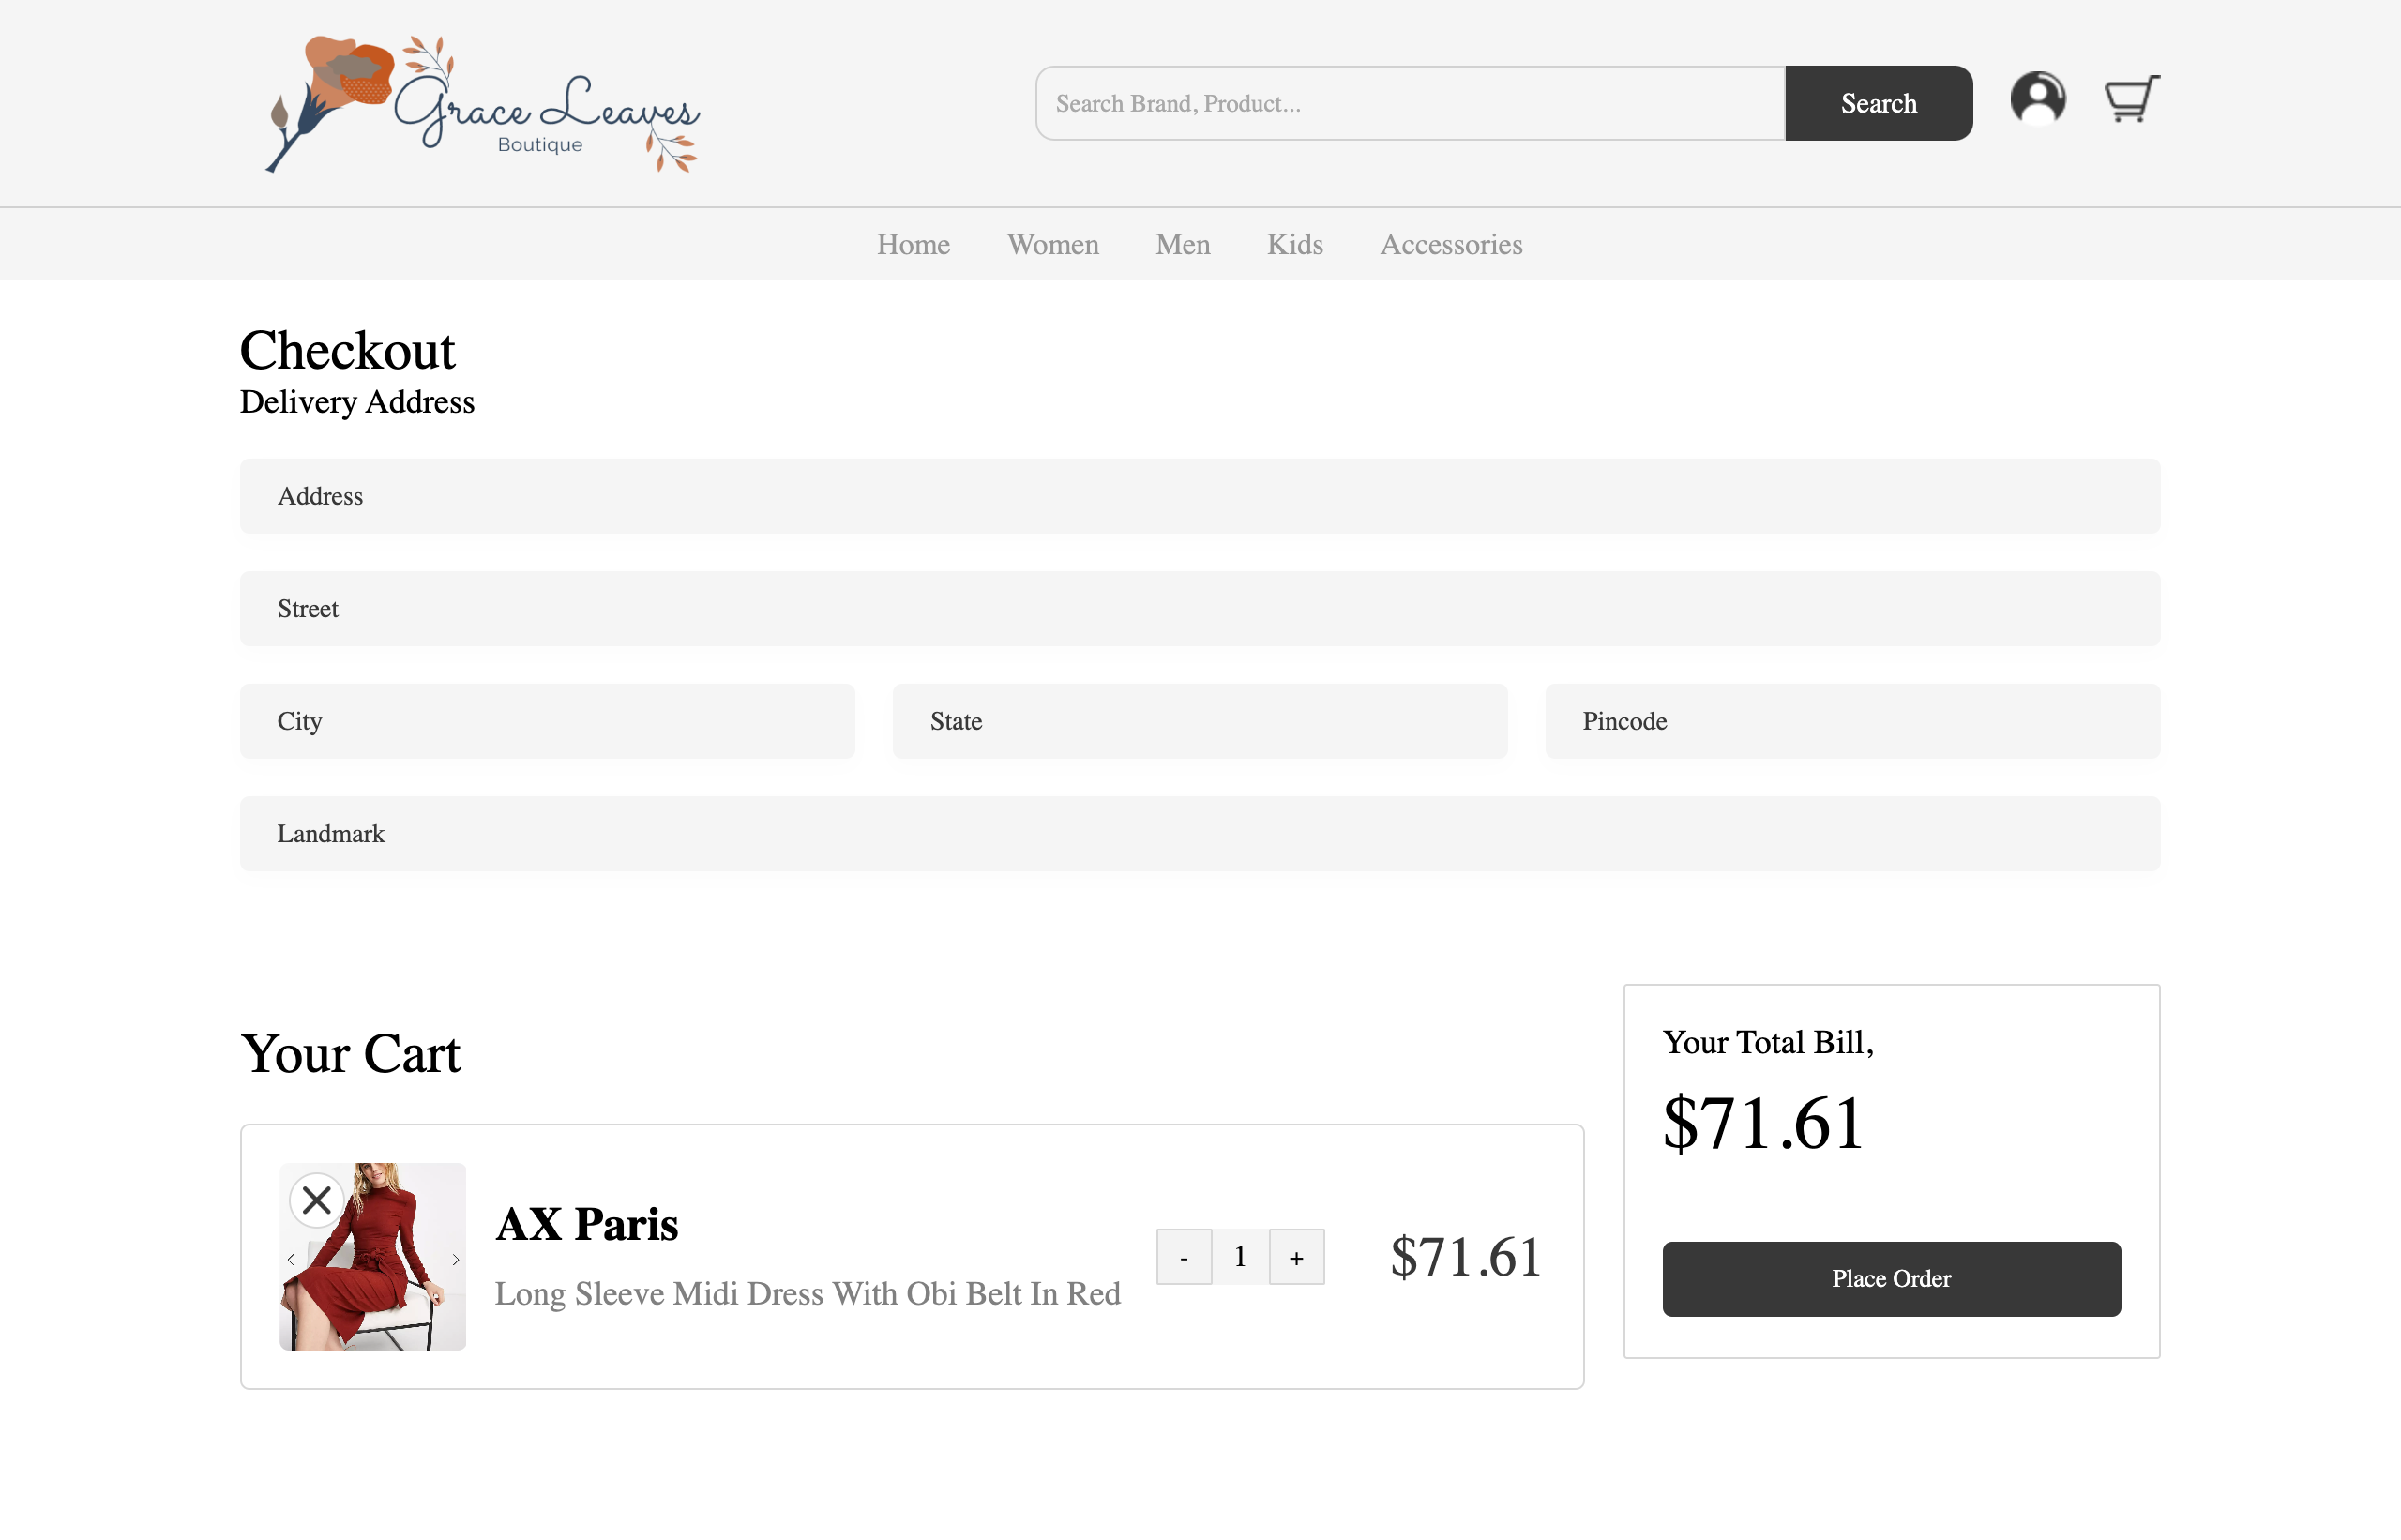 Grace Leaves
Boutique
Search Brand, Product...
Search
Home Women Men Kids Accessories
Checkout
Delivery Address
Address
Street
City State Pincode
Landmark
Your Cart
AX Paris
Long Sleeve Midi Dress With Obi Belt In Red
- 1 +
$71.61
Your Total Bill,
$71.61
Place Order